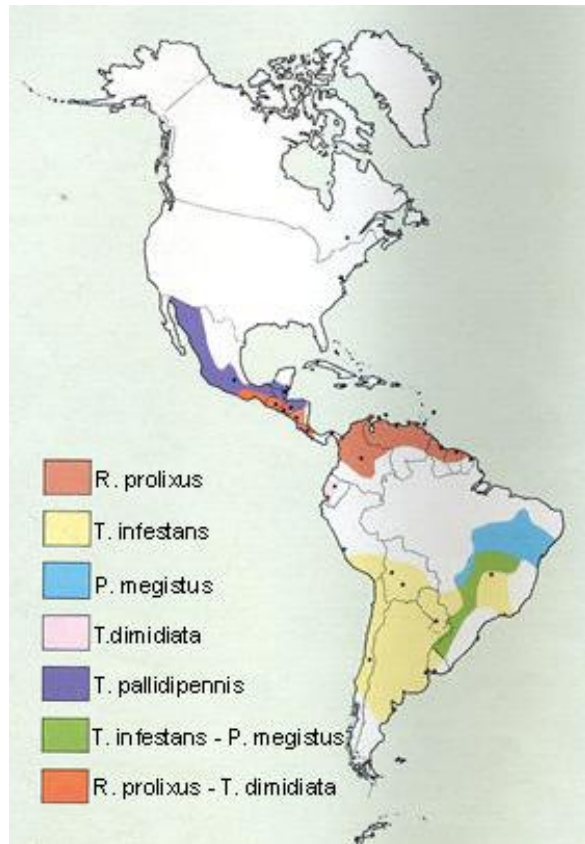 R. prolixus
T. infestans
P. megistus
T.dimidiata
T. pallidipennis
T. infestans - P. megistus
R. prolixus - T. dimidiata